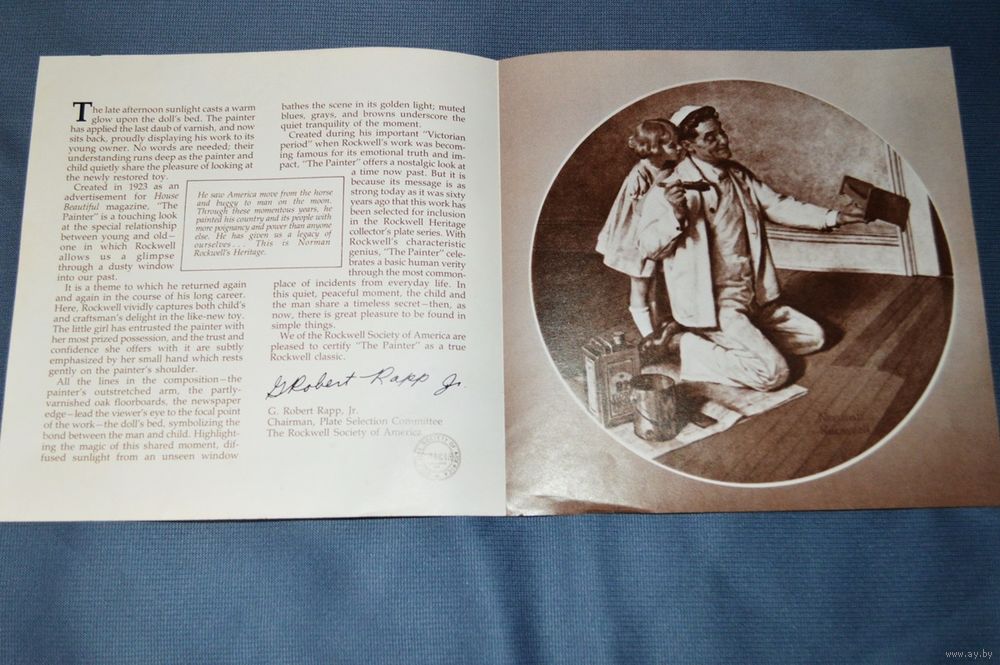 The late afternoon sunlight casts a warm
glow upon the doll's bed. The painter
has applied the last daub of varnish, and now
sits back, proudly displaying his work to its
young owner. No words are needed; their
understanding runs deep as the painter and
child quietly share the pleasure of looking at
the newly restored toy.
Created in 1923 as an
advertisement for House
Beautiful magazine, "The
Painter" is a touching look
at the special relationship
between young and old—
one in which Rockwell
allows us a glimpse
through a dusty window
into our past.
It is a theme to which he returned again
and again in the course of his long career.
Here, Rockwell vividly captures both child's
and craftsman's delight in the like-new toy.
The little girl has entrusted the painter with
her most prized possession, and the trust and
confidence she offers with it are subtly
emphasized by her small hand which rests
gently on the painter's shoulder.
All the lines in the composition—the
painter's outstretched arm, the partly-
varnished oak floorboards, the newspaper
edge—lead the viewer's eye to the focal point
of the work—the doll's bed, symbolizing the
bond between the man and child. Highlight-
ing the magic of this shared moment, dif-
fused sunlight from an unseen window
He saw America move from the horse
and buggy to man on the moon.
Through these momentous years, he
painted his country and its people with
more poignancy and power than anyone
else. He has given us a legacy of
ourselves... This is Norman
Rockwell's Heritage.
bathes the scene in its golden light; muted
blues, grays, and browns underscore the
quiet tranquility of the moment.
Created during his important "Victorian
period" when Rockwell's work was becom-
ing famous for its emotional truth and im-
pact, "The Painter" offers a nostalgic look at
a time now past. But it is
because its message is as
strong today as it was sixty
years ago that this work has
been selected for inclusion
in the Rockwell Heritage
collector's plate series. With
Rockwell's characteristic
genius, "The Painter" cele-
brates a basic human verity
through the most common-
place of incidents from everyday life. In
this quiet, peaceful moment, the child and
the man share a timeless secret—then, as
now, there is great pleasure to be found in
simple things.
We of the Rockwell Society of America are
pleased to certify "The Painter" as a true
Rockwell classic.
G Robert Rapp Jr.
G. Robert Rapp, Jr.
Chairman, Plate Selection Committee
The Rockwell Society of America
Norman
Rockwell
www.ay.by